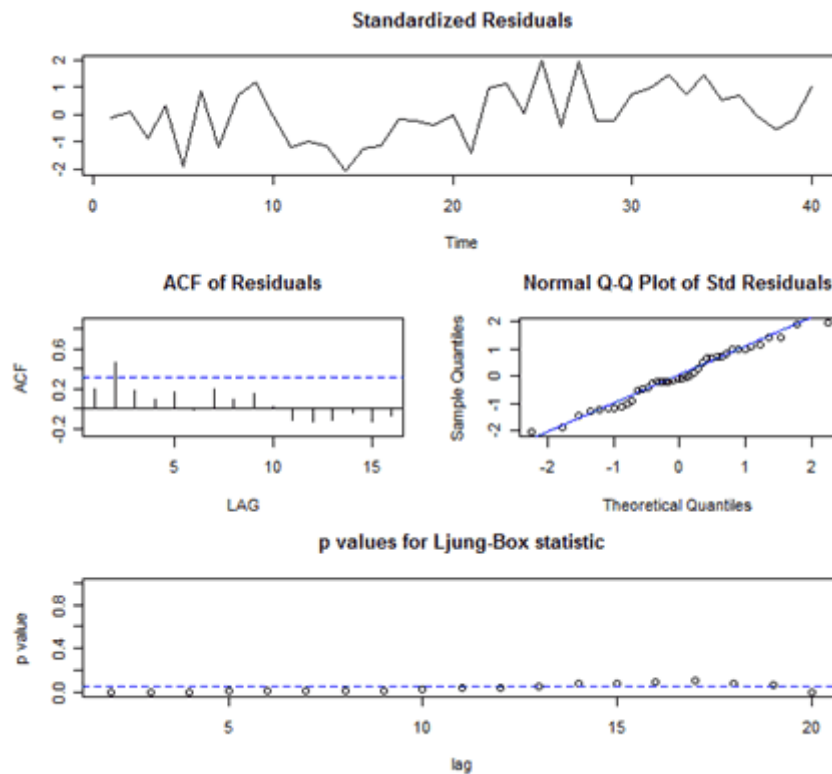 Standardized Residuals
2
1
0
-1
-2
0 10 20 30 40
Time
ACF of Residuals
ACF
0.6
0.2
-0.2
5 10 15
LAG
Normal Q-Q Plot of Std Residuals
Sample Quantiles
2
1
0
-1
-2
-2 -1 0 1 2
Theoretical Quantiles
p values for Ljung-Box statistic
p value
0.8
0.4
0.0
5 10 15 20
lag